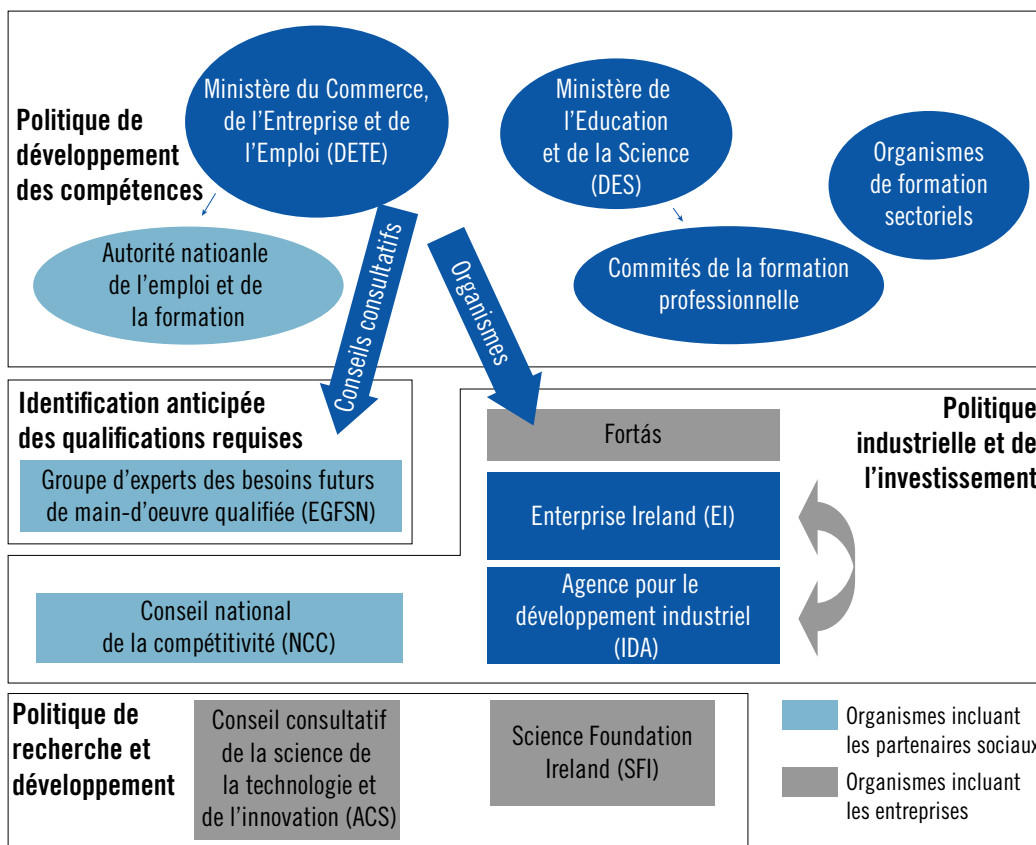 Politique de
développement
des compétences
Ministère du Commerce,
de l'Entreprise et de
l'Emploi (DETE)
Ministère de
l'Education
et de la Science
(DES)
Organismes
de formation
sectoriels
Autorité natioanle
de l'emploi et de
la formation
Commités de la formation
professionnelle
Conseils consultatifs
Organismes
Identification anticipée
des qualifications requises
Groupe d'experts des besoins futurs
de main-d'oeuvre qualifiée (EGFSN)
Politique
industrielle et de
l'investissement
Fortás
Enterprise Ireland (EI)
Agence pour le
développement industriel
(IDA)
Conseil national
de la compétitivité (NCC)
Politique de
recherche et
développement
Conseil consultatif
de la science de
la technologie et
de l'innovation (ACS)
Science Foundation
Ireland (SFI)
Organismes incluant
les partenaires sociaux
Organismes incluant
les entreprises